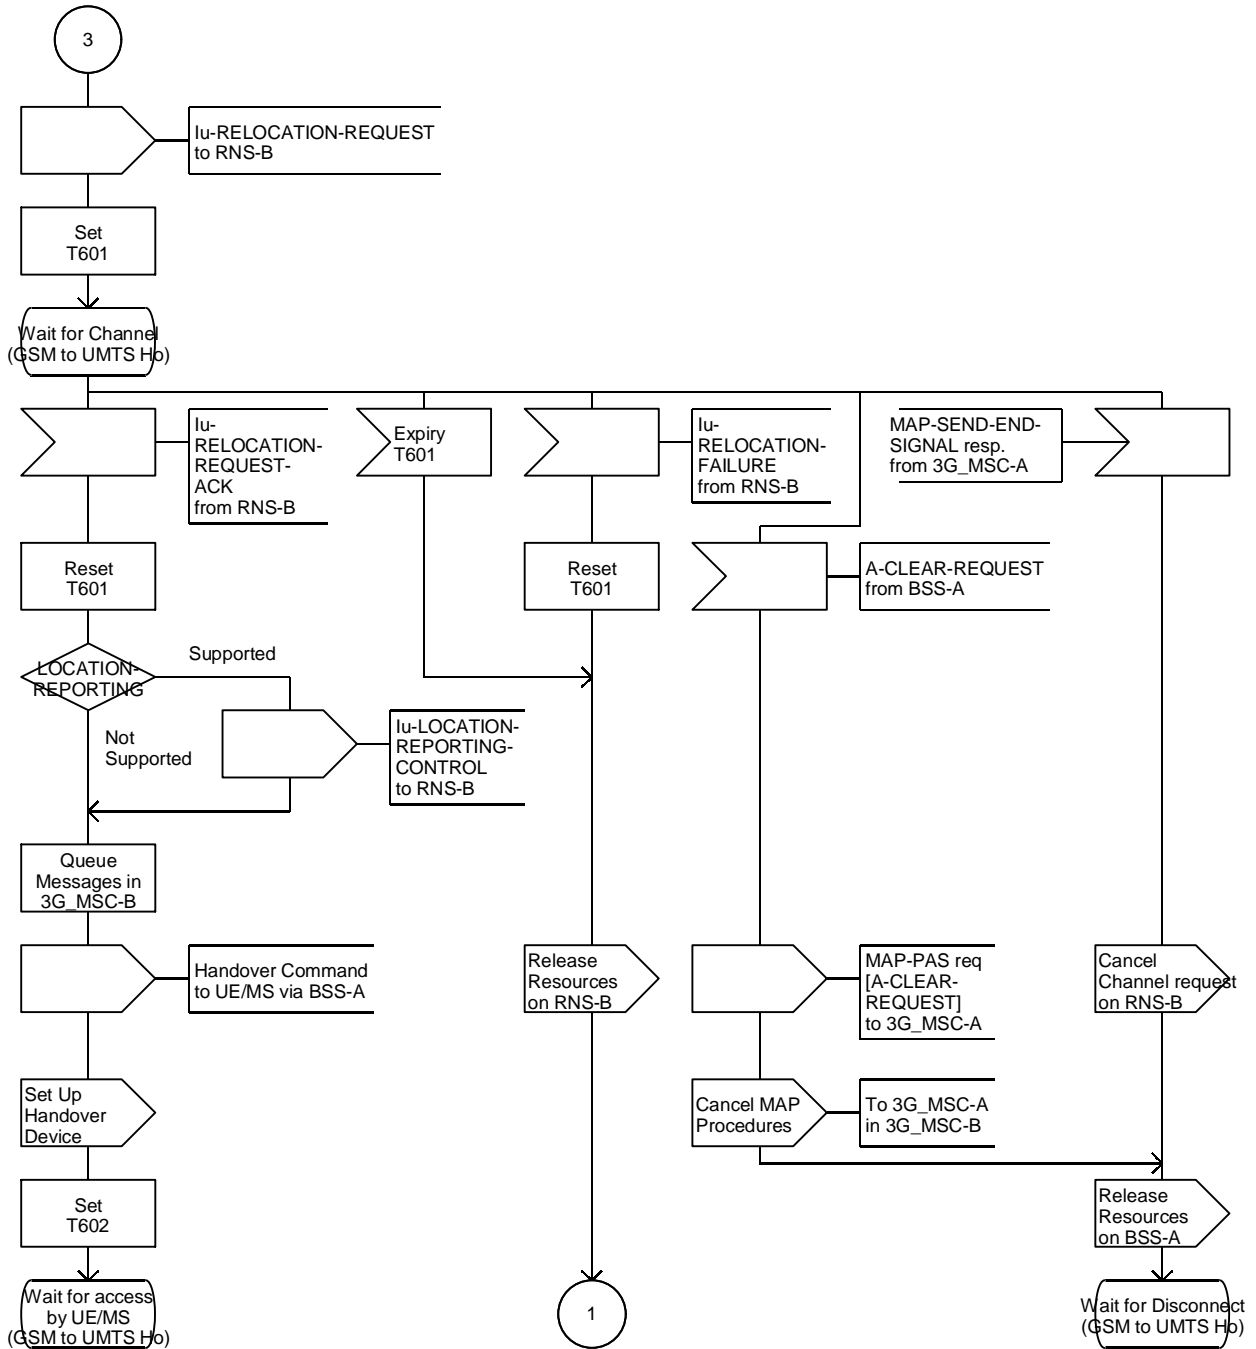 3
Iu-RELOCATION-REQUEST
to RNS-B
Set
T601
Wait for Channel
(GSM to UMTS Ho)
Iu-
RELOCATION-
REQUEST-
ACK
from RNS-B
Expiry
T601
Iu-
RELOCATION-
FAILURE
from RNS-B
MAP-SEND-END-
SIGNAL resp.
from 3G_MSC-A
Reset
T601
Reset
T601
A-CLEAR-REQUEST
from BSS-A
LOCATION-
REPORTING
Supported
Not
Supported
Iu-LOCATION-
REPORTING-
CONTROL
to RNS-B
Queue
Messages in
3G_MSC-B
Handover Command
to UE/MS via BSS-A
Release
Resources
on RNS-B
MAP-PAS req
[A-CLEAR-
REQUEST]
to 3G_MSC-A
Cancel
Channel request
on RNS-B
Set Up
Handover
Device
Cancel MAP
Procedures
To 3G_MSC-A
in 3G_MSC-B
Set
T602
Release
Resources
on BSS-A
Wait for access
by UE/MS
(GSM to UMTS Ho)
1
Wait for Disconnect
(GSM to UMTS Ho)